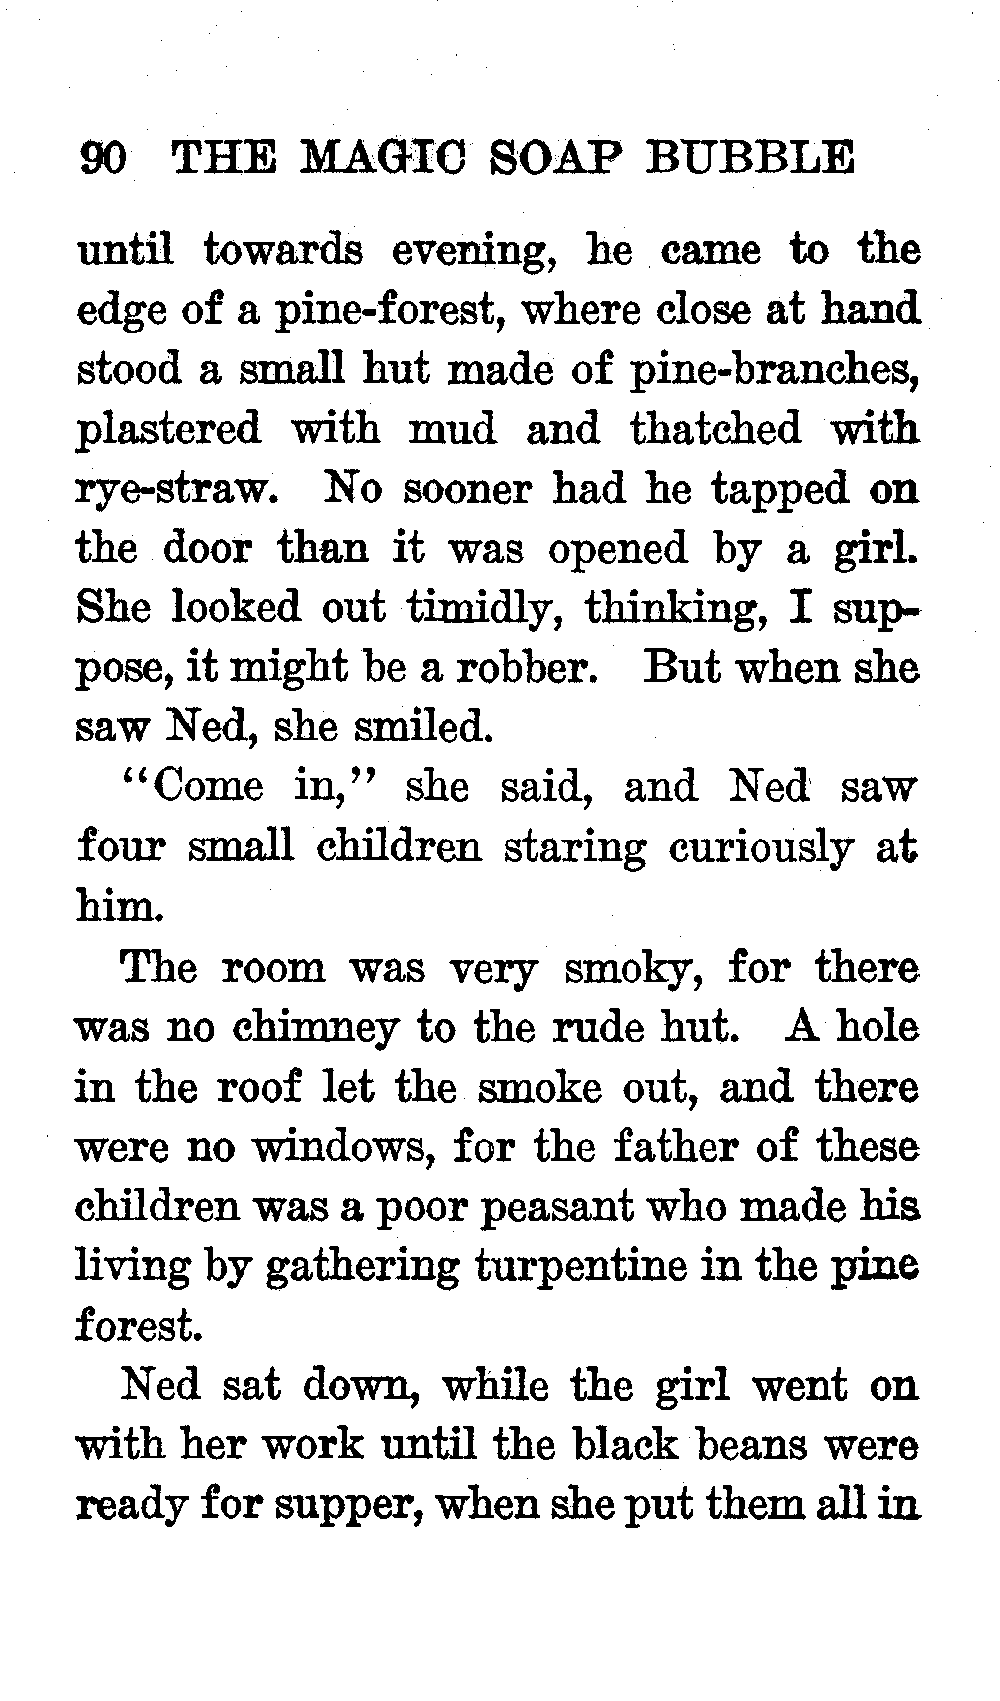 90 THE MAGIC SOAP BUBBLE
until towards evening, he came to the
edge of a pine-forest, where close at hand
stood a small hut made of pine-branches,
plastered with mud and thatched with
rye-straw. No sooner had he tapped on
the door than it was opened by a girl.
She looked out timidly, thinking, I sup-
pose, it might be a robber. But when she
saw Ned, she smiled.
“Come in,” she said, and Ned saw
four small children staring curiously at
him.
The room was very smoky, for there
was no chimney to the rude hut. A hole
in the roof let the smoke out, and there
were no windows, for the father of these
children was a poor peasant who made his
living by gathering turpentine in the pine
forest.
Ned sat down, while the girl went on
with her work until the black beans were
ready for supper, when she put them all in